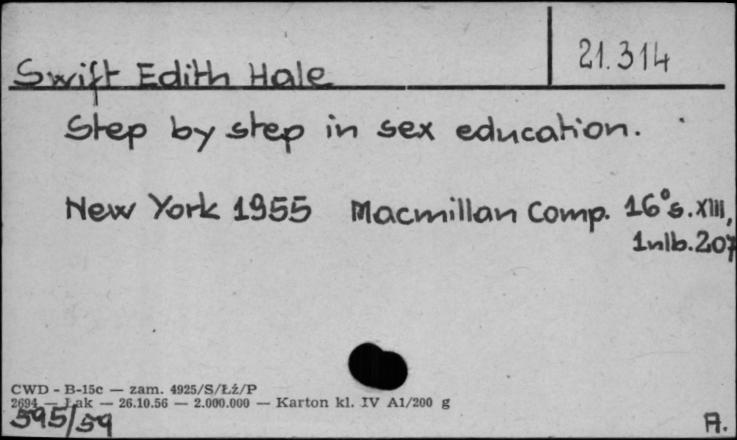 21.314
Swift Edith Hale
Step by step in sex education.
New York 1955 Macmillan Comp. 16° s. XIII,
1nlb. 207
CWD - B-15c — zam. 4925/S/Łź/P
2694 — Łak — 26.10.56 — 2.000.000 — Karton kl. IV A1/200 g
595/59
A.